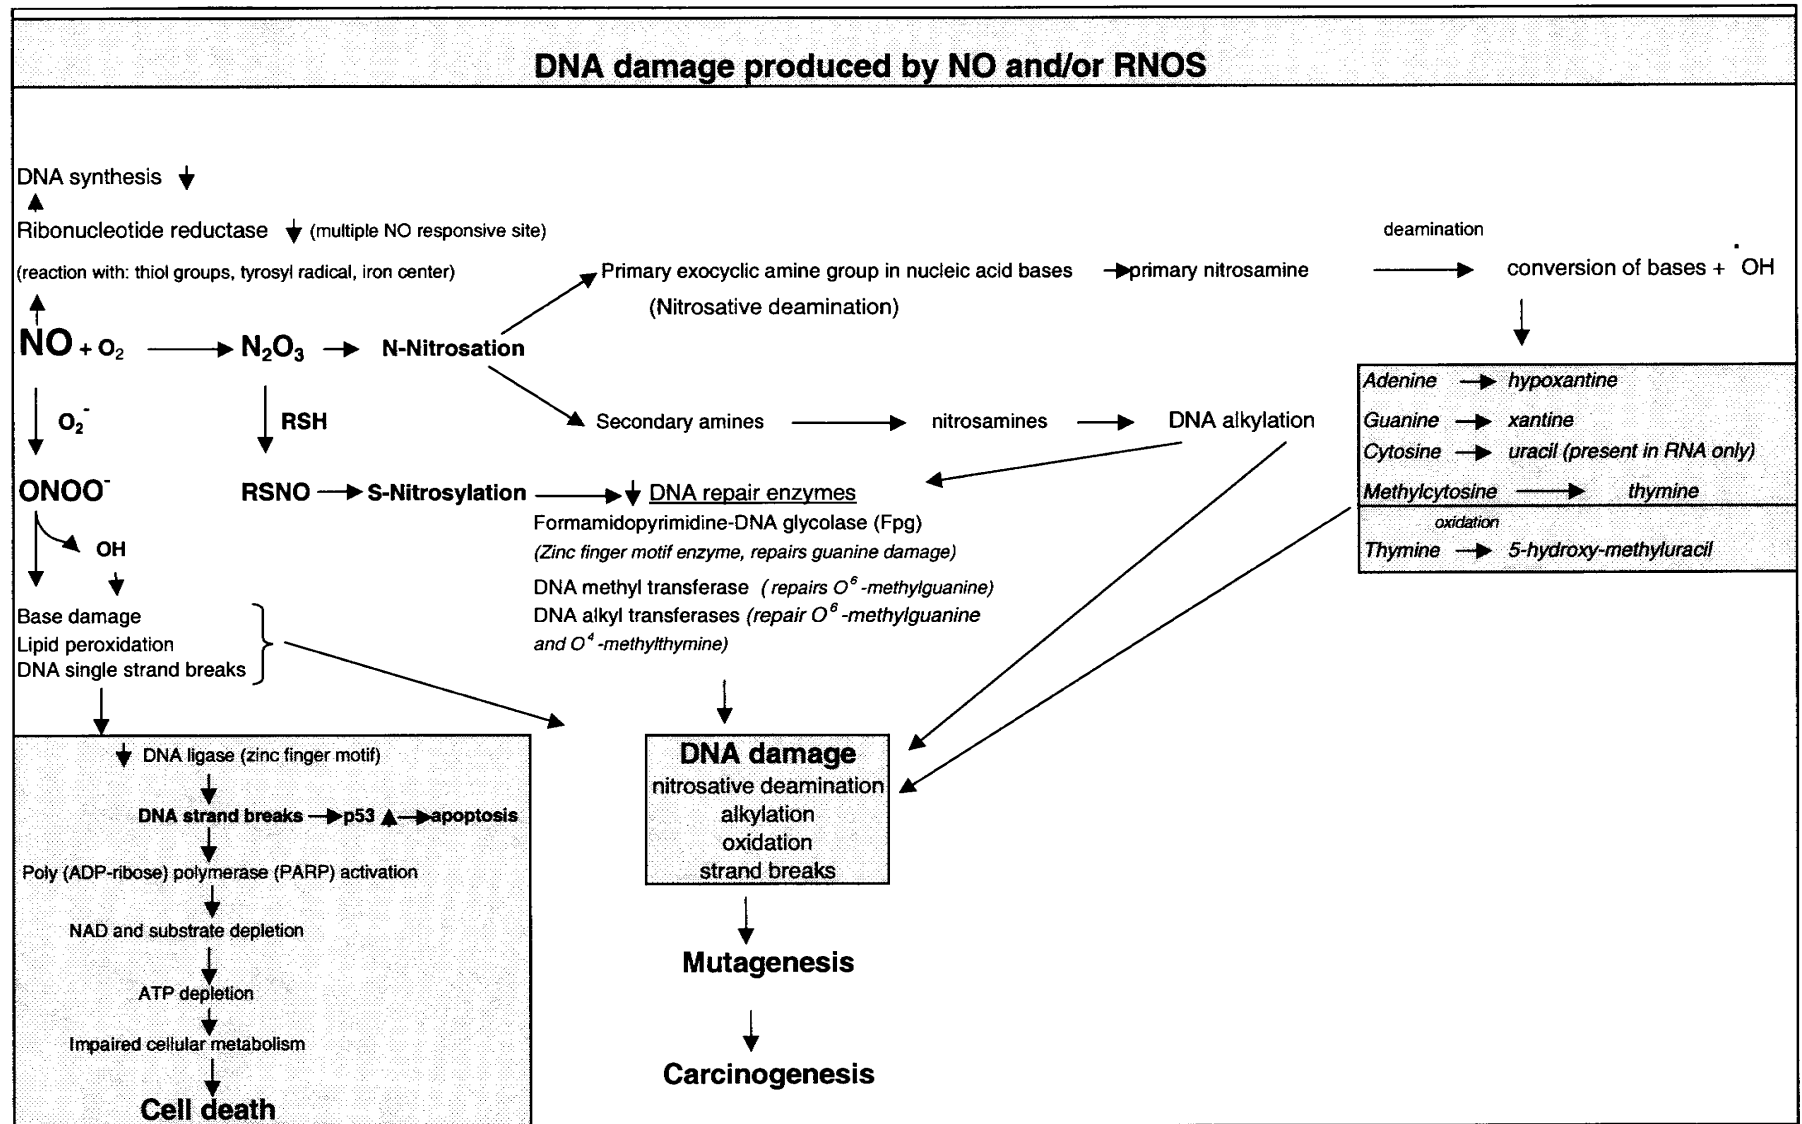 DNA damage produced by NO and/or RNOS
DNA synthesis
Ribonucleotide reductase (multiple NO responsive site)
(reaction with: thiol groups, tyrosyl radical, iron center)
deamination
Primary exocyclic amine group in nucleic acid bases primary nitrosamine conversion of bases + ˙OH
(Nitrosative deamination)
NO + O₂ N₂O₃ N-Nitrosation
Adenine hypoxantine
O₂⁻ RSH Secondary amines nitrosamines DNA alkylation Guanine xantine
Cytosine uracil (present in RNA only)
ONOO⁻ RSNO S-Nitrosylation DNA repair enzymes Methylcytosine thymine
Formamidopyrimidine-DNA glycolase (Fpg) oxidation
OH (Zinc finger motif enzyme, repairs guanine damage) Thymine 5-hydroxy-methyluracil
DNA methyl transferase ( repairs O⁶ -methylguanine)
Base damage DNA alkyl transferases (repair O⁶ -methylguanine
Lipid peroxidation and O⁴ -methylthymine)
DNA single strand breaks
DNA ligase (zinc finger motif)
DNA strand breaks p53 apoptosis
Poly (ADP-ribose) polymerase (PARP) activation
NAD and substrate depletion
ATP depletion
Impaired cellular metabolism
Cell death
DNA damage
nitrosative deamination
alkylation
oxidation
strand breaks
Mutagenesis
Carcinogenesis